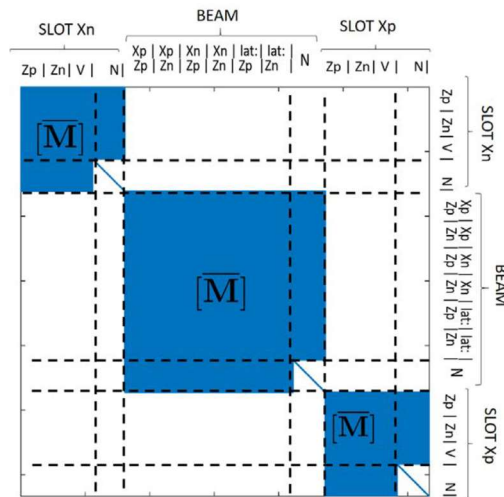 BEAM
SLOT Xn
SLOT Xp
Xp | Xp | Xn | Xn | lat: | lat:
Zp | Zn | Zp | Zn | Zp | Zn | N
Zp | Zn | V | N |
Zp | Zn | V | N |
[M̅]
[M̅]
[M̅]
Zp | Zn | V | N
SLOT Xn
Xp | Xp | Xn | Xn | lat: | lat:
Zp | Zn | Zp | Zn | Zp | Zn | N
BEAM
Zp | Zn | V | N
SLOT Xp